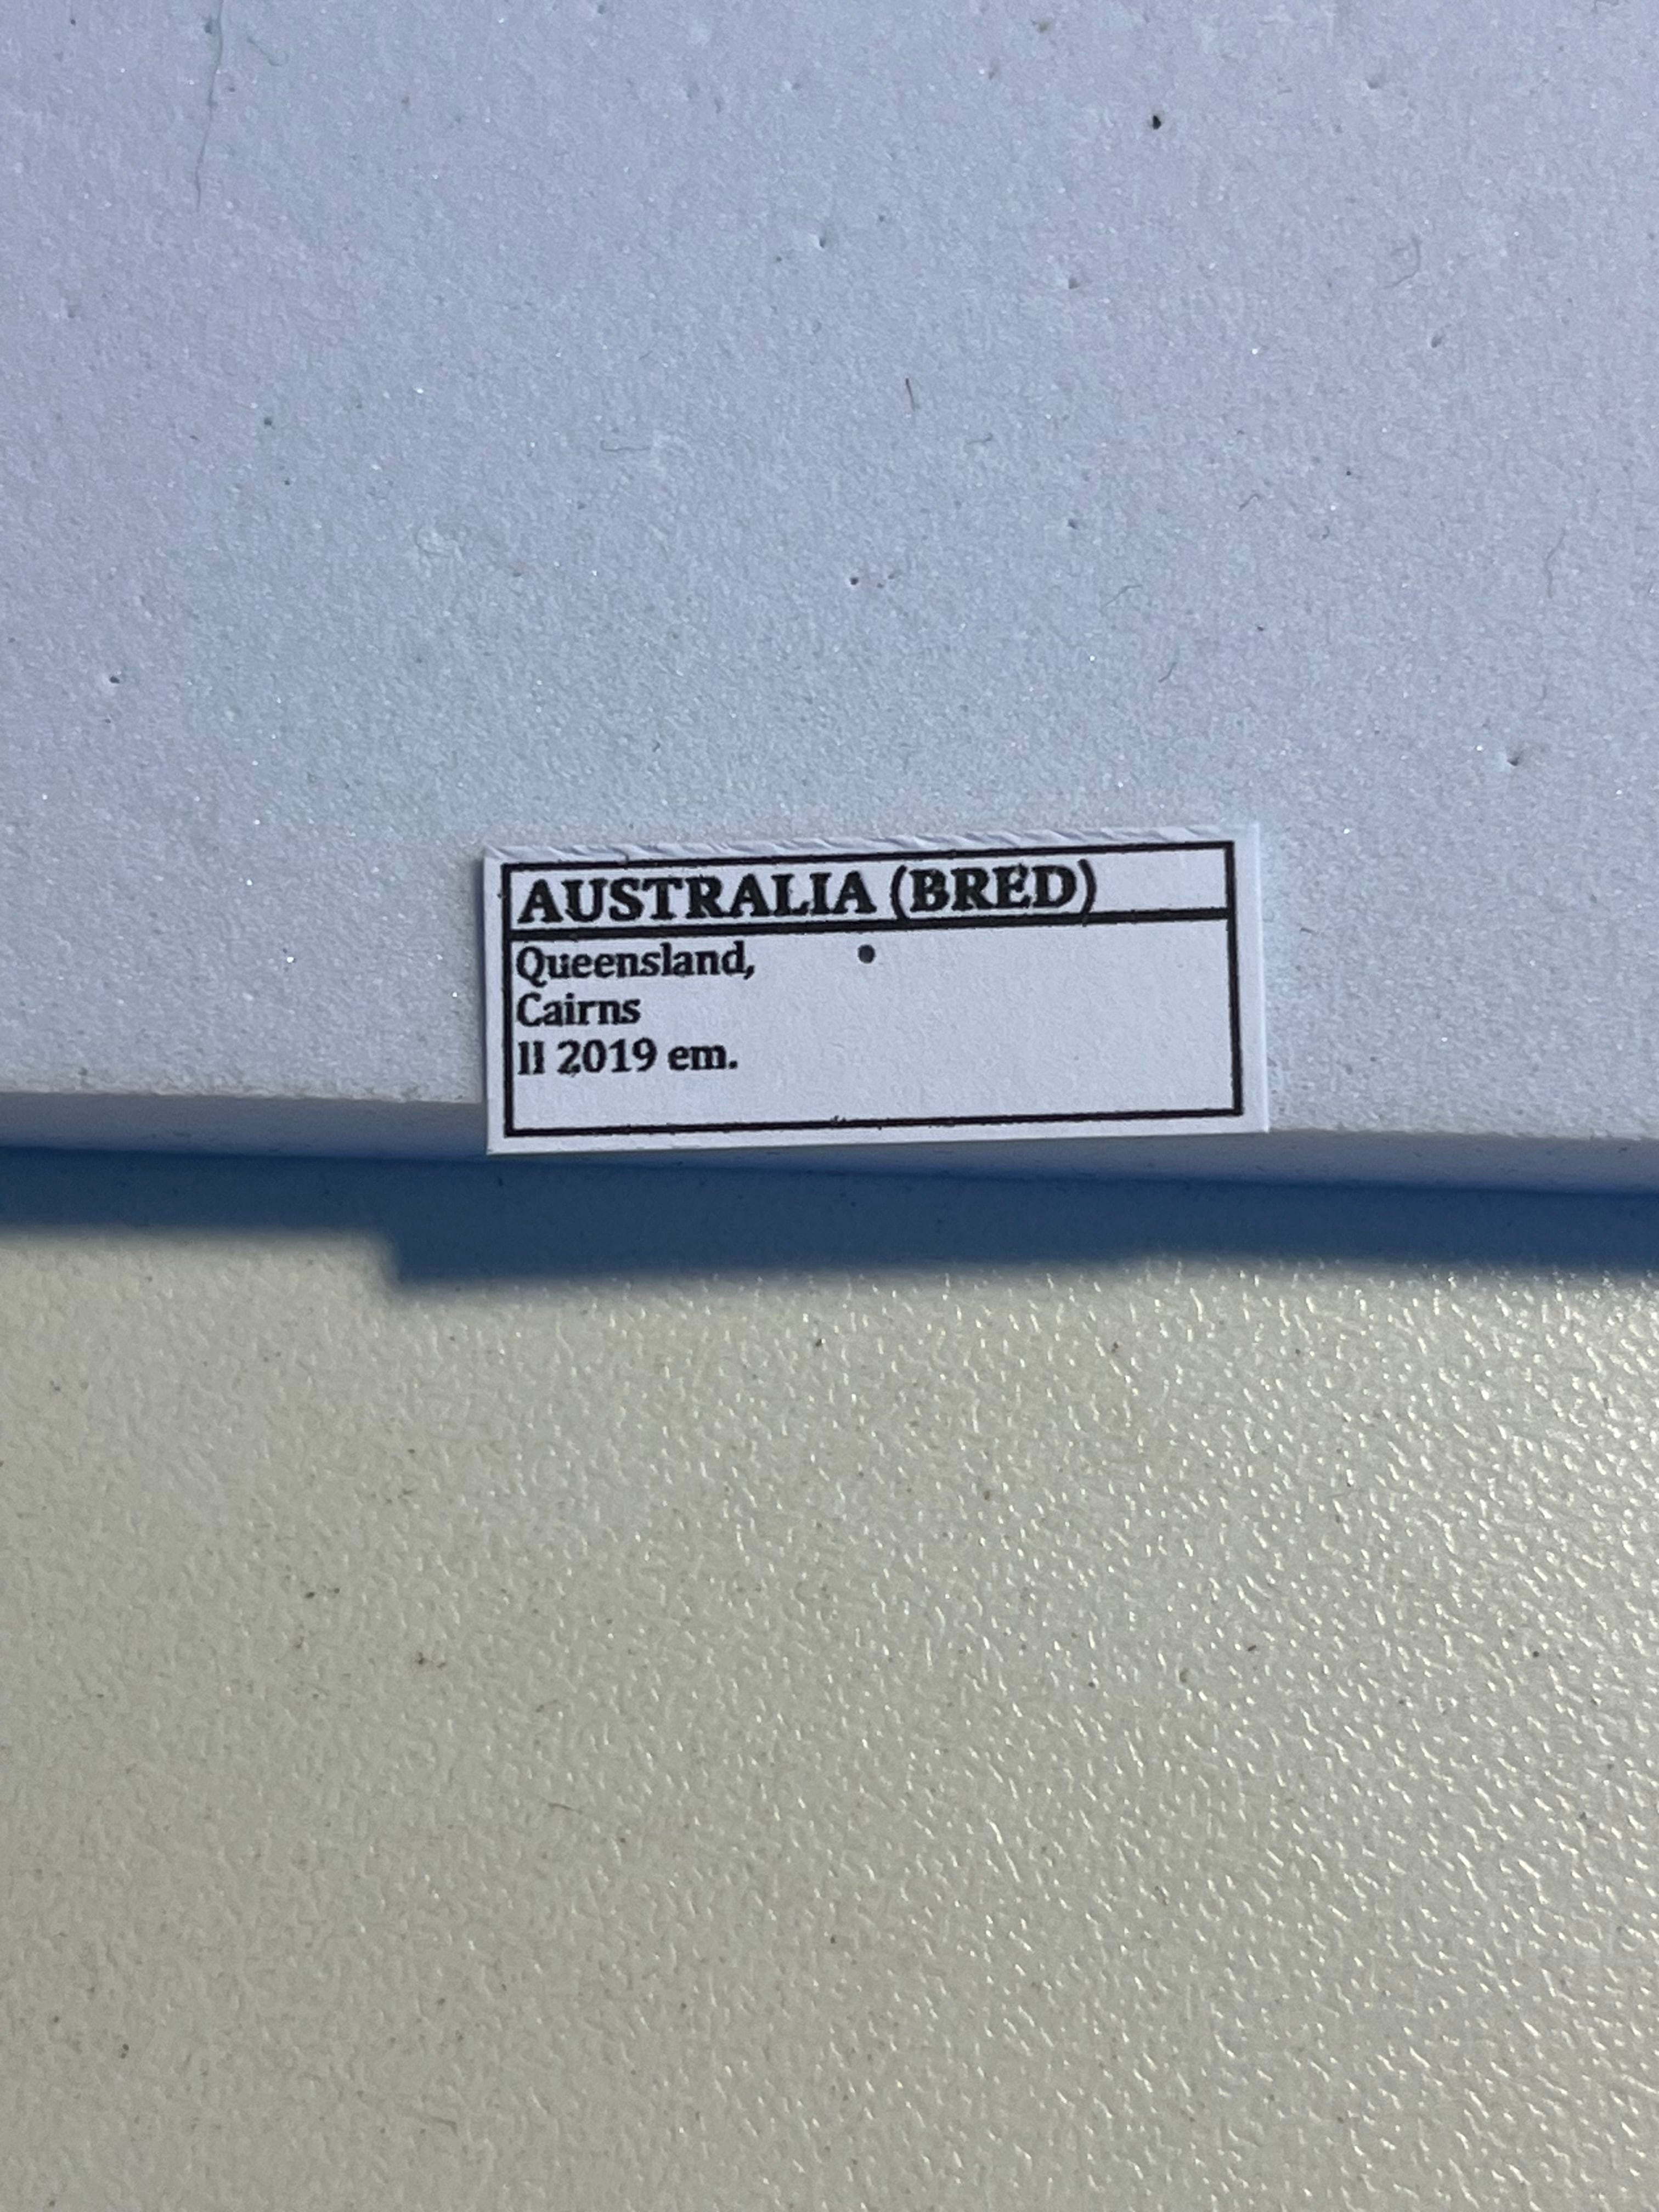 AUSTRALIA (BRED)
Queensland,
Cairns
II 2019 em.